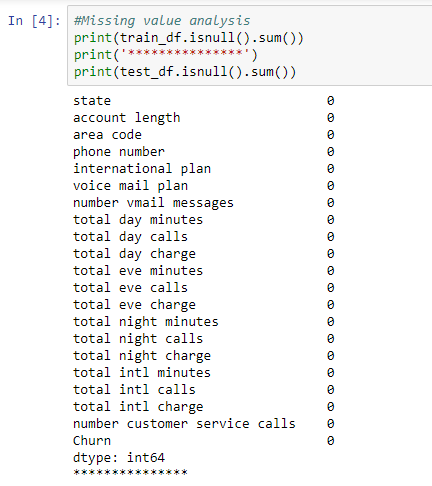 In [4]: #Missing value analysis
print(train_df.isnull().sum())
print('***************')
print(test_df.isnull().sum())
state 0
account length 0
area code 0
phone number 0
international plan 0
voice mail plan 0
number vmail messages 0
total day minutes 0
total day calls 0
total day charge 0
total eve minutes 0
total eve calls 0
total eve charge 0
total night minutes 0
total night calls 0
total night charge 0
total intl minutes 0
total intl calls 0
total intl charge 0
number customer service calls 0
Churn 0
dtype: int64
***************